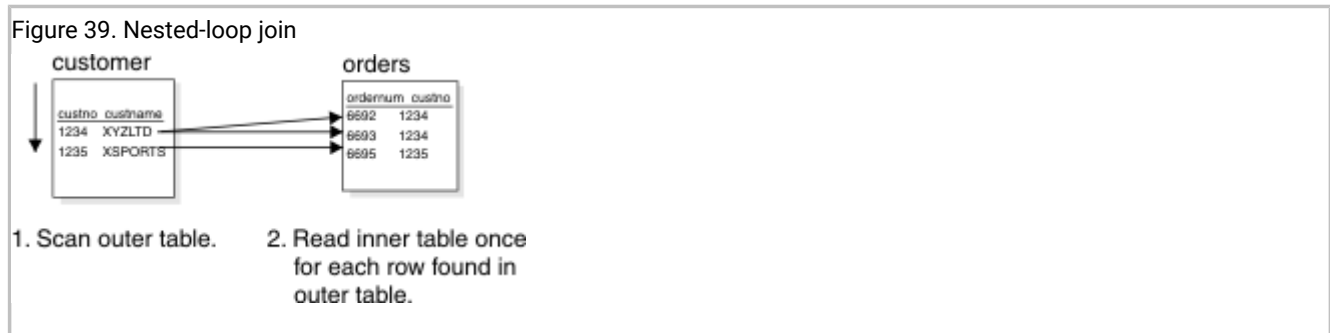 Figure 39. Nested-loop join
customer
custno custname
1234 XYZLTD
1235 XSPORTS
orders
ordernum custno
6692 1234
6693 1234
6695 1235
1. Scan outer table.
2. Read inner table once
for each row found in
outer table.